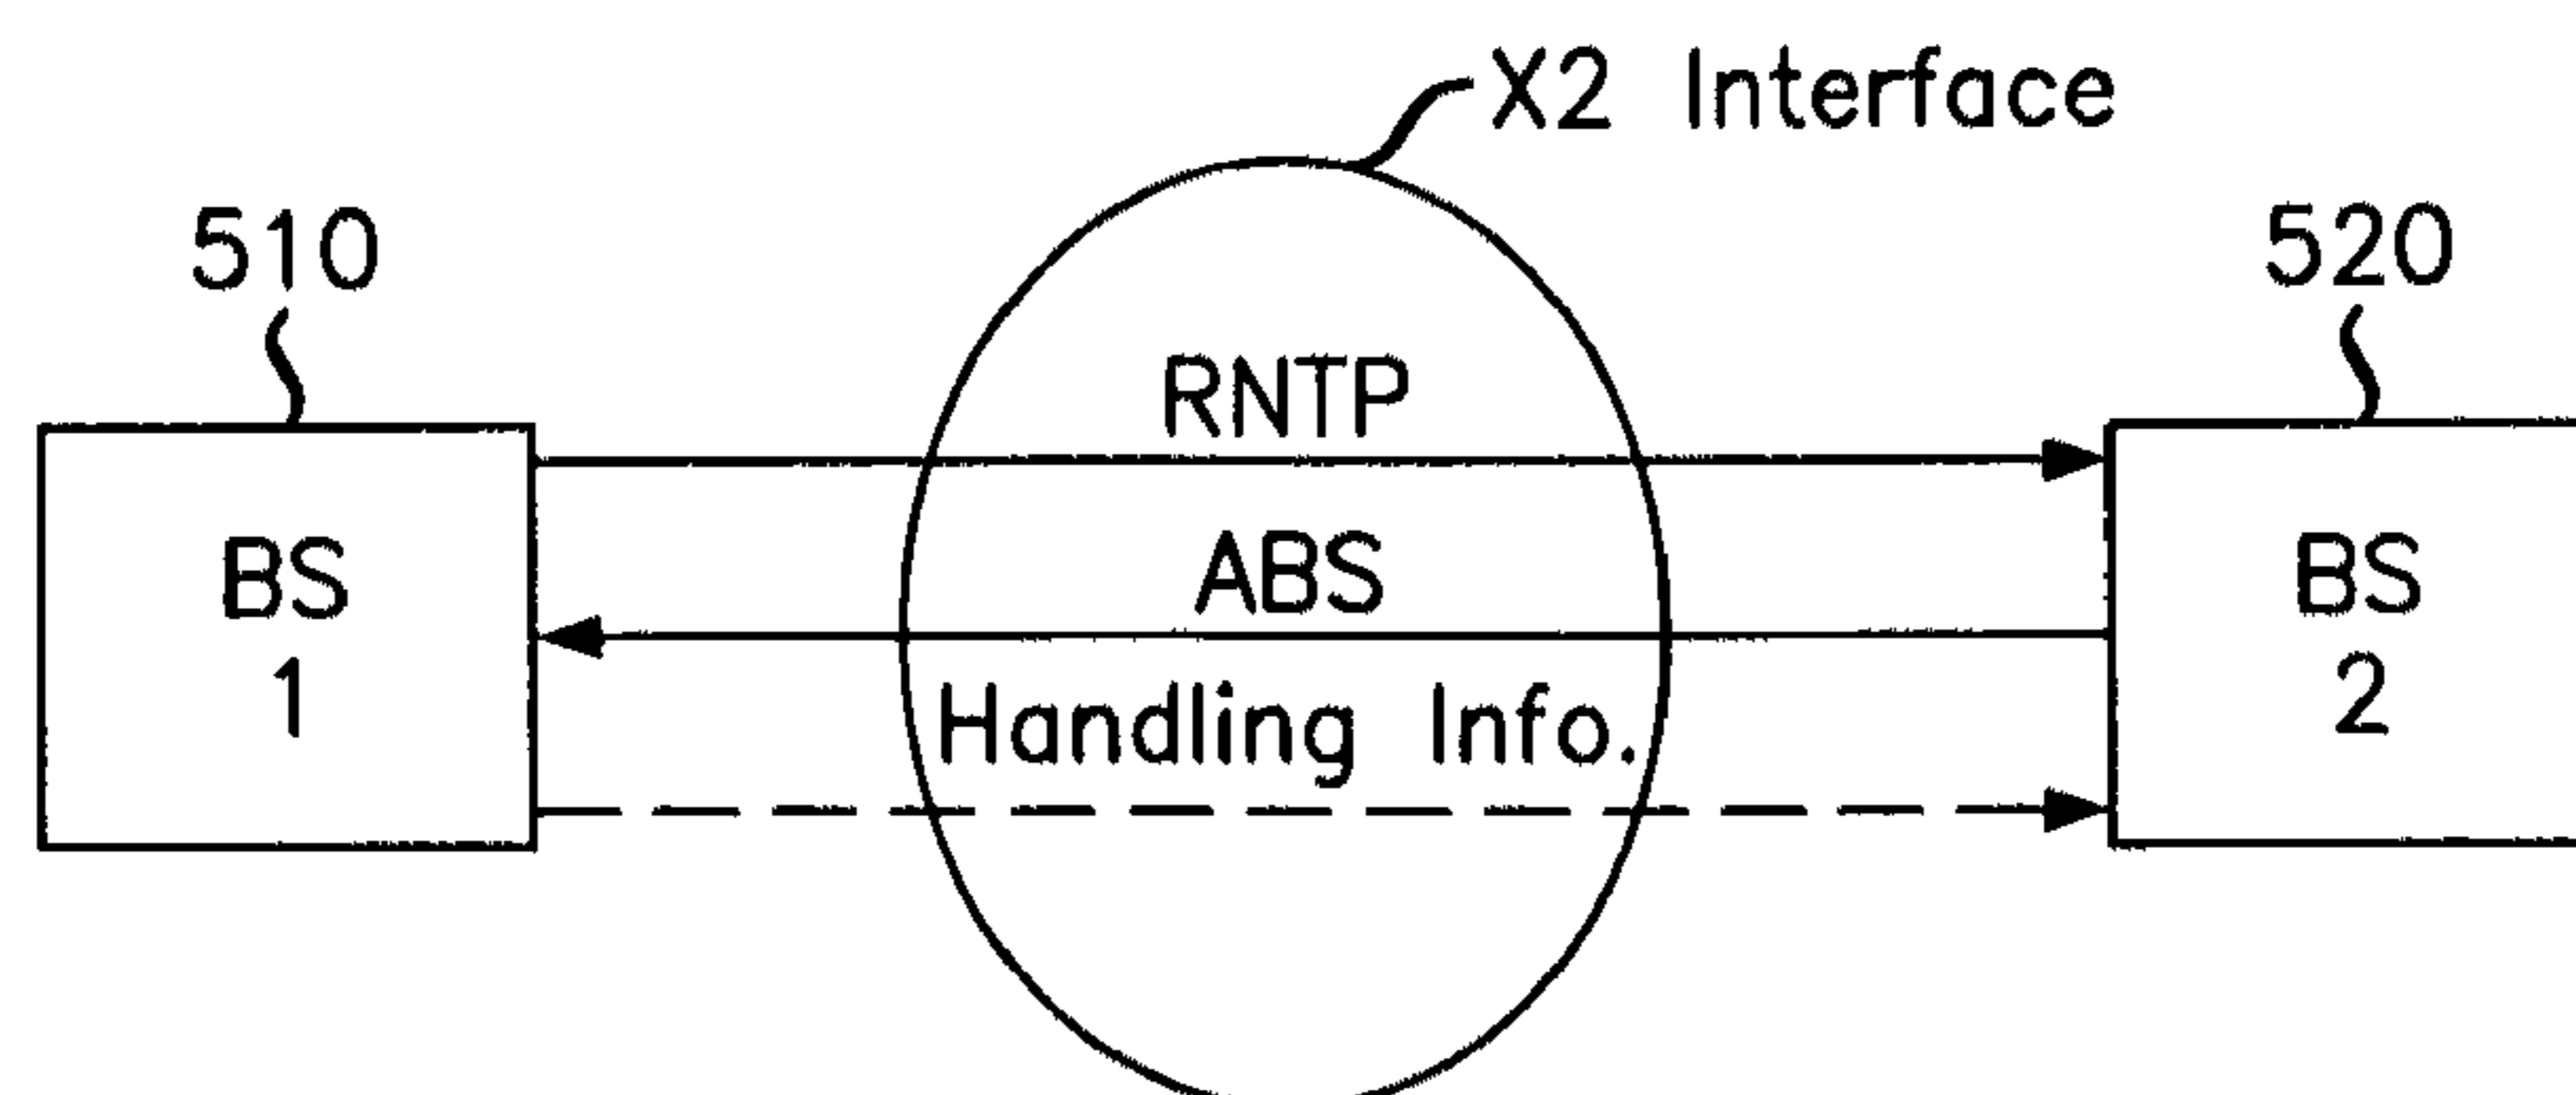 X2 Interface
510
520
RNTP
ABS
BS
1
BS
2
Handling Info.